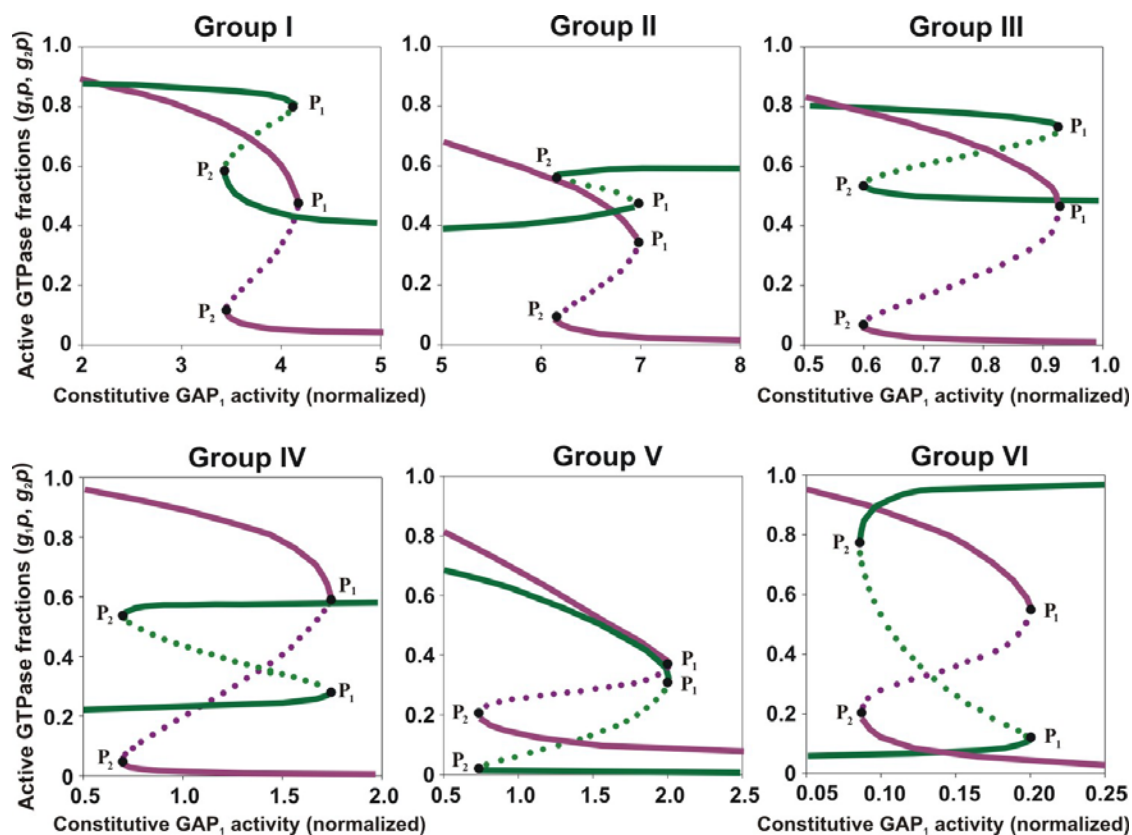 Group I
Group II
Group III
Active GTPase fractions (g₁p, g₂p)
1.0
0.8
0.6
0.4
0.2
0
P₁
P₂
P₁
P₂
2
3
4
5
1.0
0.8
0.6
0.4
0.2
0
P₂
P₁
P₁
P₂
5
6
7
8
1.0
0.8
0.6
0.4
0.2
0
P₁
P₂
P₁
P₂
0.5
0.6
0.7
0.8
0.9
1.0
Constitutive GAP₁ activity (normalized)
Constitutive GAP₁ activity (normalized)
Group IV
Group V
Group VI
Active GTPase fractions (g₁p, g₂p)
1.0
0.8
0.6
0.4
0.2
0
P₁
P₂
P₁
P₂
0.5
1.0
1.5
2.0
1.0
0.8
0.6
0.4
0.2
0
P₁
P₁
P₂
P₂
0.5
1.0
1.5
2.0
2.5
1.0
0.8
0.6
0.4
0.2
0
P₂
P₁
P₂
P₁
0.05
0.10
0.15
0.20
0.25
Constitutive GAP₁ activity (normalized)
Constitutive GAP₁ activity (normalized)